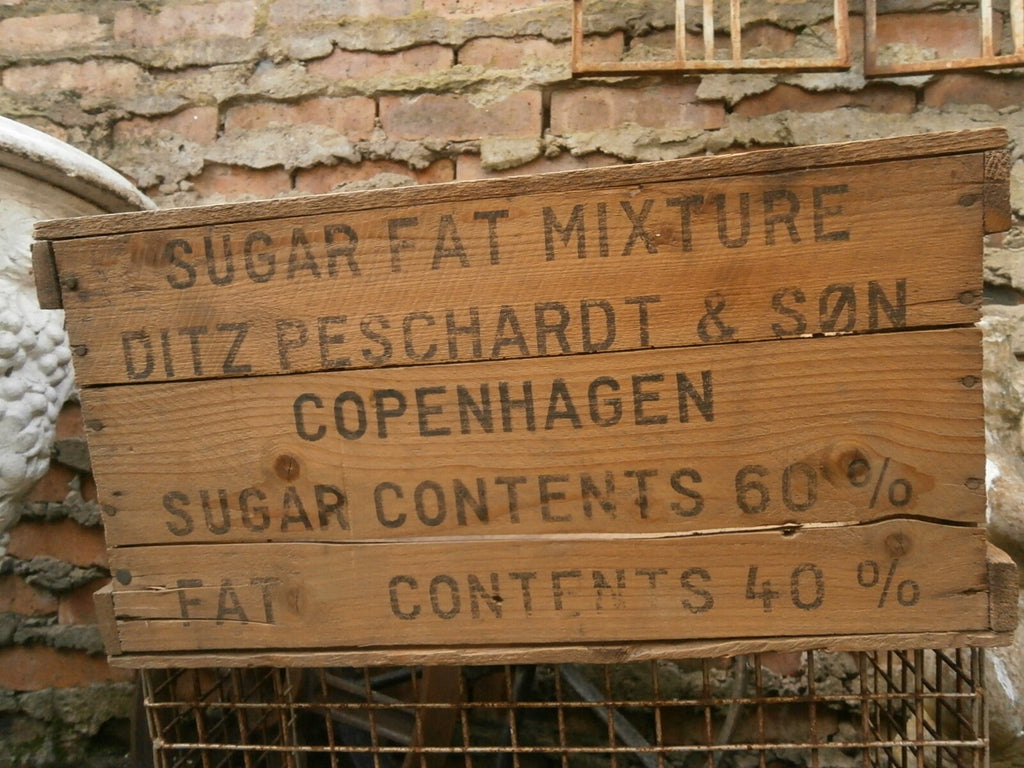 SUGAR FAT MIXTURE
DITZ PESCHARDT & SØN
COPENHAGEN
SUGAR CONTENTS 60 %
FAT CONTENTS 40 %